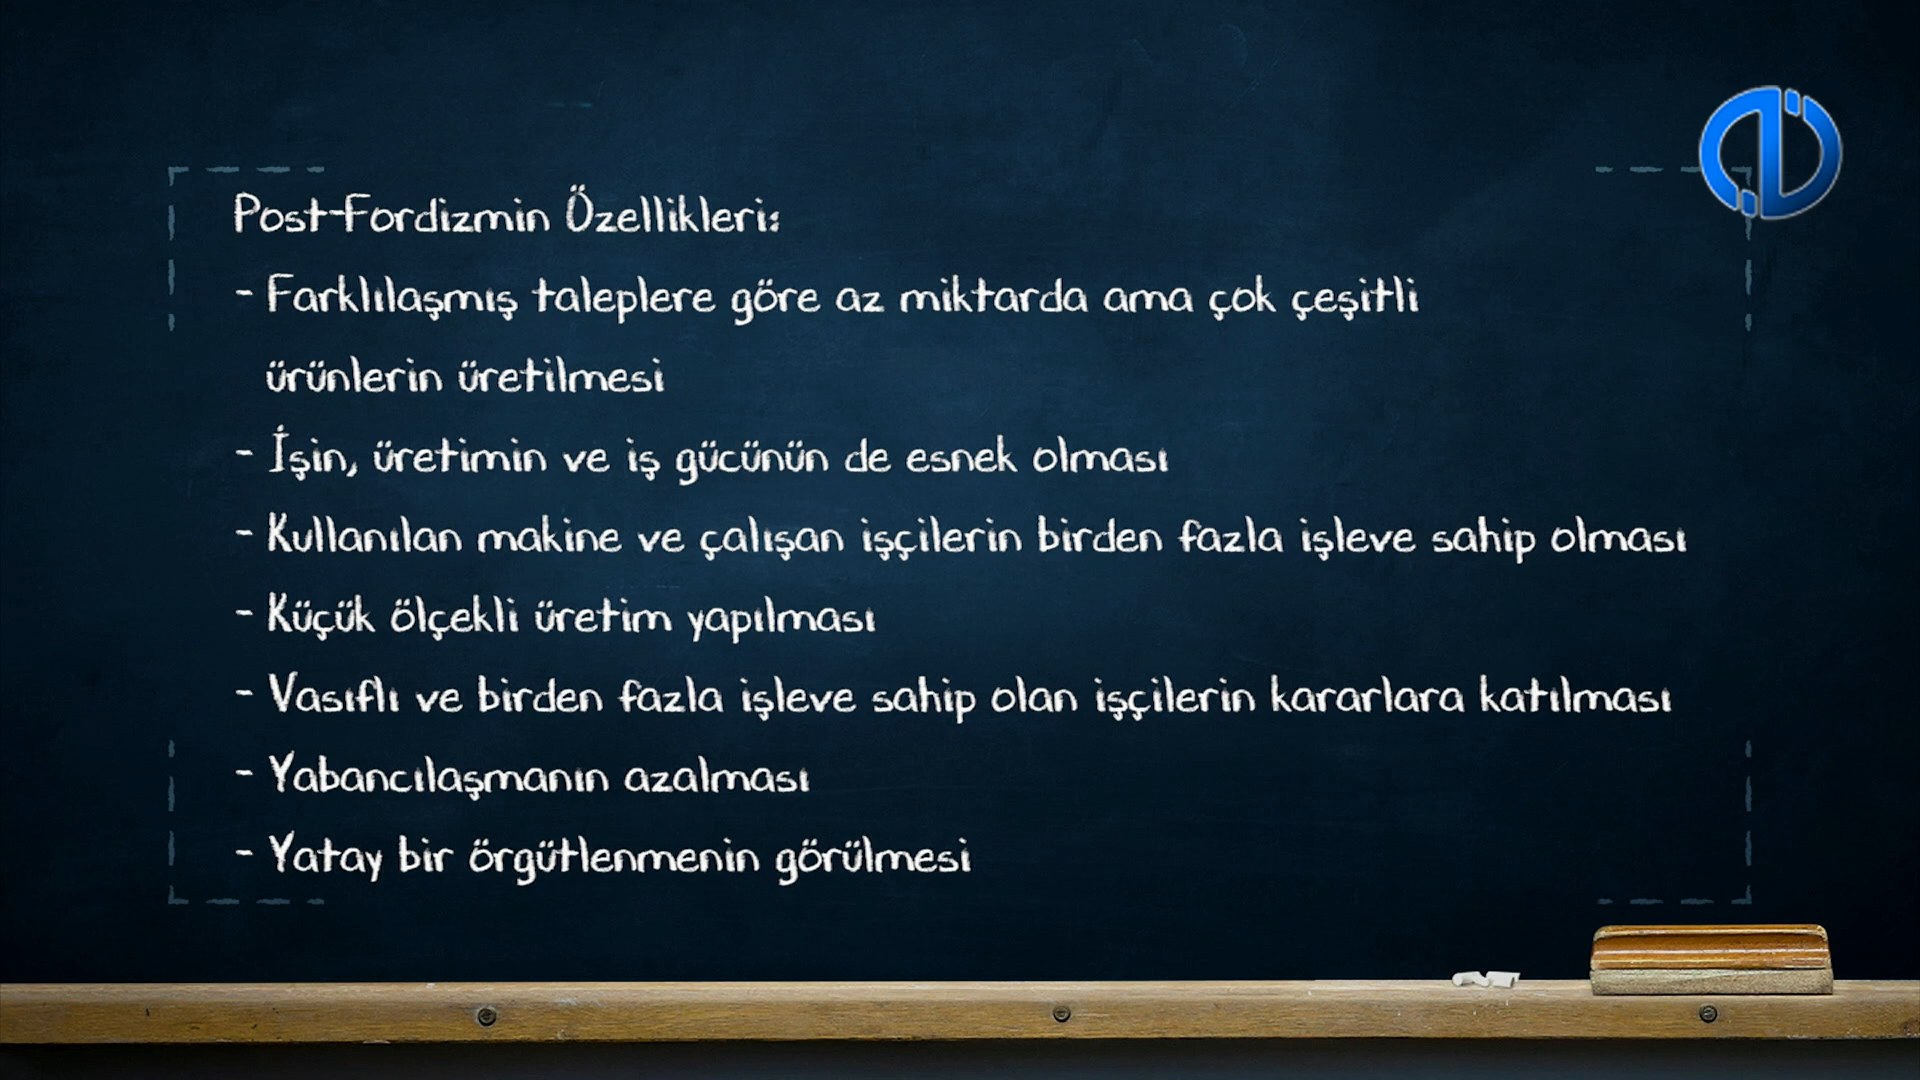 Post-Fordizmin Özellikleri:
- Farklılaşmış taleplere göre az miktarda ama çok çeşitli
ürünlerin üretilmesi
- İşin, üretimin ve iş gücünün de esnek olması
- Kullanılan makine ve çalışan işçilerin birden fazla işleve sahip olması
- Küçük ölçekli üretim yapılması
- Vasıflı ve birden fazla işleve sahip olan işçilerin kararlara katılması
- Yabancılaşmanın azalması
- Yatay bir örgütlenmenin görülmesi